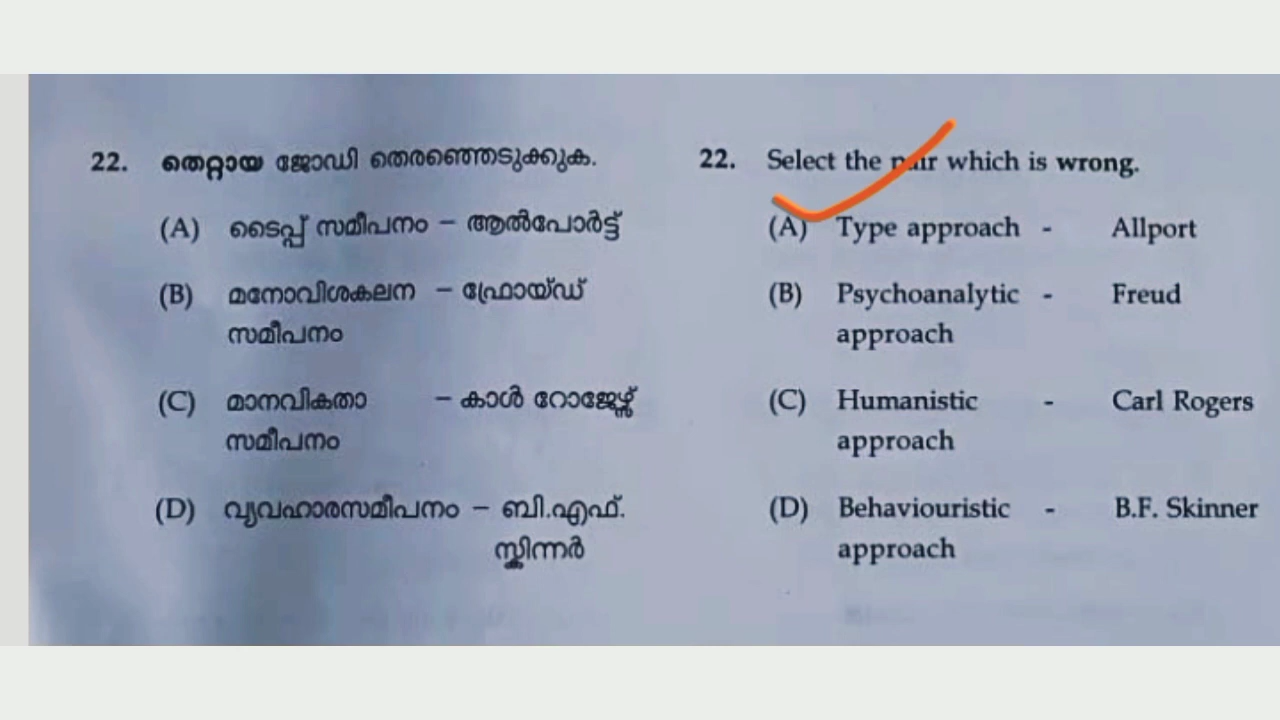 22. തെറ്റായ ജോഡി തെരഞ്ഞെടുക്കുക.
(A) ടൈപ്പ് സമീപനം – ആൽപോർട്ട്
(B) മനോവിശകലന – ഫ്രോയ്ഡ്
സമീപനം
(C) മാനവികതാ – കാൾ റോജേഴ്സ്
സമീപനം
(D) വ്യവഹാരസമീപനം – ബി.എഫ്.
സ്കിന്നർ
22. Select the pair which is wrong.
(A) Type approach - Allport
(B) Psychoanalytic - Freud
approach
(C) Humanistic - Carl Rogers
approach
(D) Behaviouristic - B.F. Skinner
approach